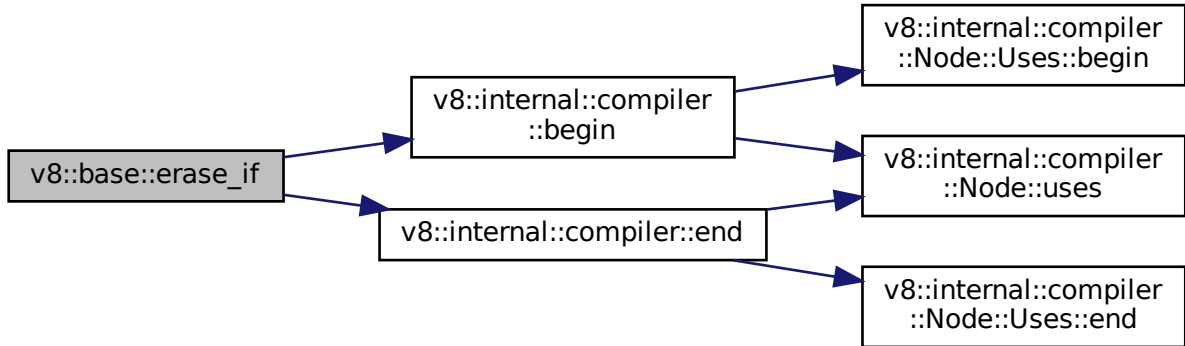 v8::base::erase_if
v8::internal::compiler
::begin
v8::internal::compiler::end
v8::internal::compiler
::Node::Uses::begin
v8::internal::compiler
::Node::uses
v8::internal::compiler
::Node::Uses::end